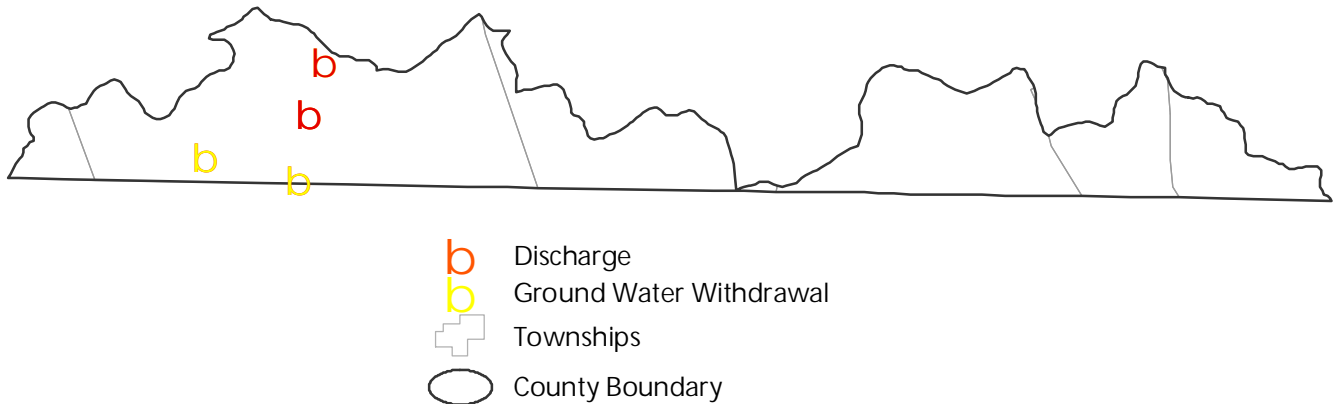 b
b
b
b
b Discharge
b Ground Water Withdrawal
Townships
County Boundary